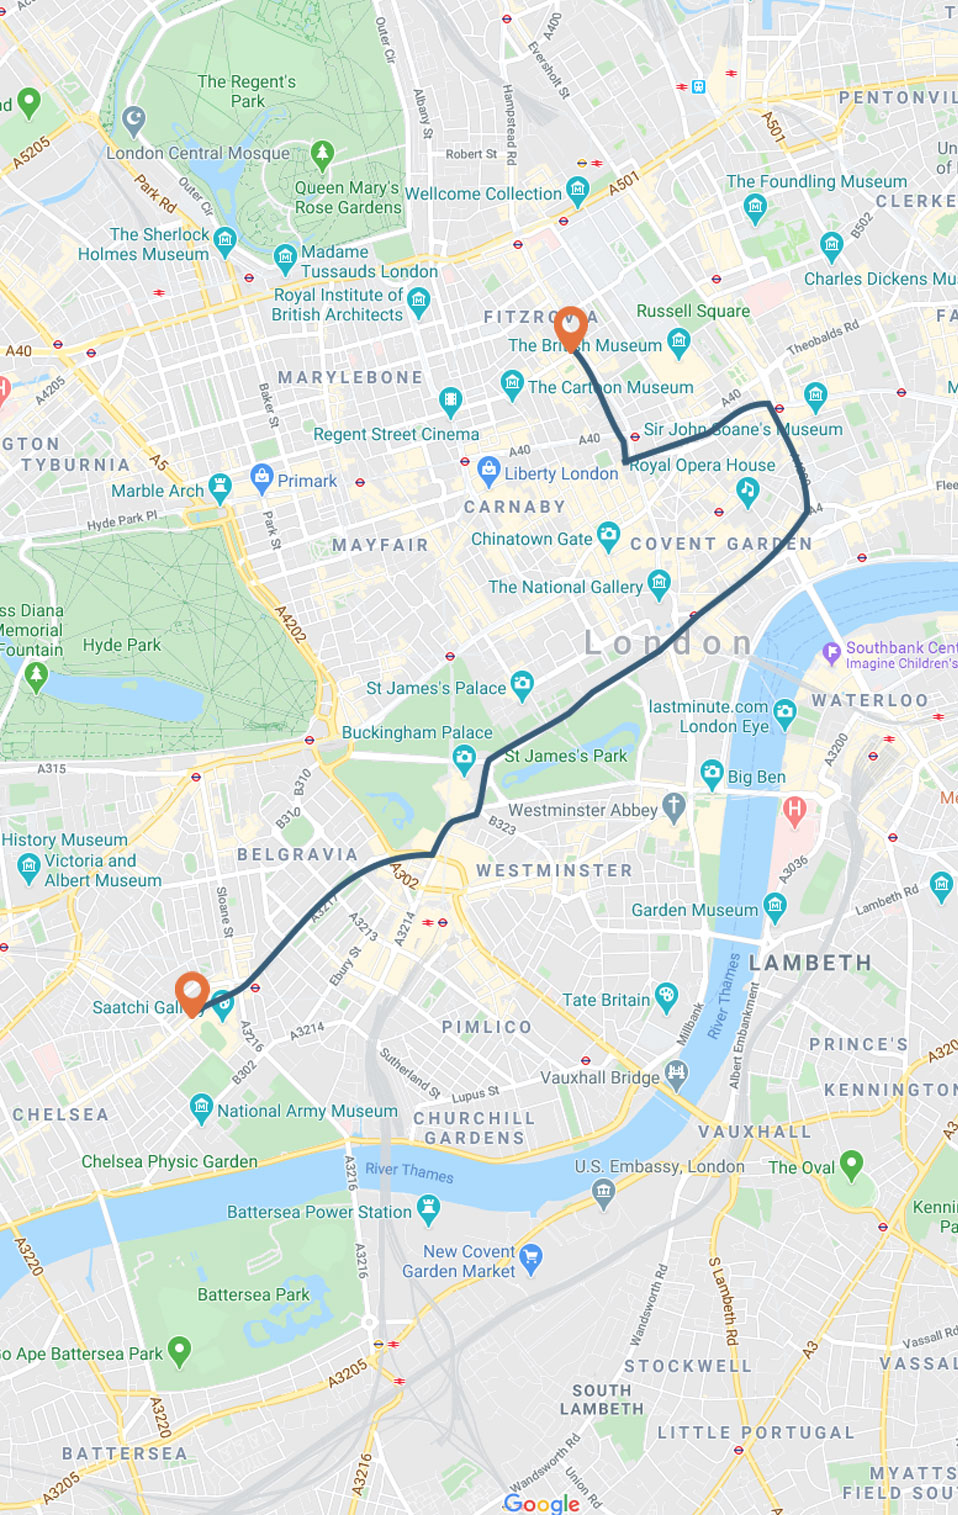 Outer Cir
A400
Eversholt St
The Regent's
Park
Albany St
Hampstead Rd
PENTONVIL
A501
A5205
London Central Mosque
Robert St
Park Rd
Outer Cir
Queen Mary's
Rose Gardens
Wellcome Collection
A501
The Foundling Museum
CLERKE
B502
The Sherlock
Holmes Museum
Madame
Tussauds London
Charles Dickens Mu
Royal Institute of
British Architects
FITZROVIA
Russell Square
FA
The British Museum
Theobalds Rd
A40
A4205
MARYLEBONE
The Cartoon Museum
Baker St
A40
Regent Street Cinema
Sir John Soane's Museum
A40
A40
GTON
TYBURNIA
A5
Royal Opera House
Liberty London
Primark
Marble Arch
Flee
CARNABY
A4
Hyde Park Pl
Park St
Chinatown Gate
COVENT GARDEN
MAYFAIR
The National Gallery
ss Diana
Memorial
Fountain
Hyde Park
A4202
London
Southbank Cent
Imagine Children's
St James's Palace
WATERLOO
lastminute.com
London Eye
Buckingham Palace
St James's Park
A3200
A315
B310
Big Ben
B310
Westminster Abbey
B323
H
History Museum
Victoria and
Albert Museum
BELGRAVIA
A302
WESTMINSTER
A3036
Sloane St
A3217
A3213
A3214
Lambeth Rd
Garden Museum
Ebury St
LAMBETH
River Thames
Saatchi Gallery
Tate Britain
Millbank
Albert Embankment
A3216
A3214
PIMLICO
PRINCE'S
A320
B302
Sutherland St
Lupus St
Vauxhall Bridge
KENNINGTON
CHELSEA
National Army Museum
CHURCHILL
GARDENS
VAUXHALL
A3
Chelsea Physic Garden
River Thames
U.S. Embassy, London
The Oval
A3216
Battersea Power Station
Kennin
Pa
A3220
New Covent
Garden Market
A3216
S Lambeth Rd
Wandsworth Rd
Battersea Park
Go Ape Battersea Park
A3205
A3
Vassall Rd
STOCKWELL
VASSAL
A3220
SOUTH
LAMBETH
LITTLE PORTUGAL
BATTERSEA
A3205
A3216
Wandsworth Rd
Union Rd
MYATTS
FIELD SOU
Google